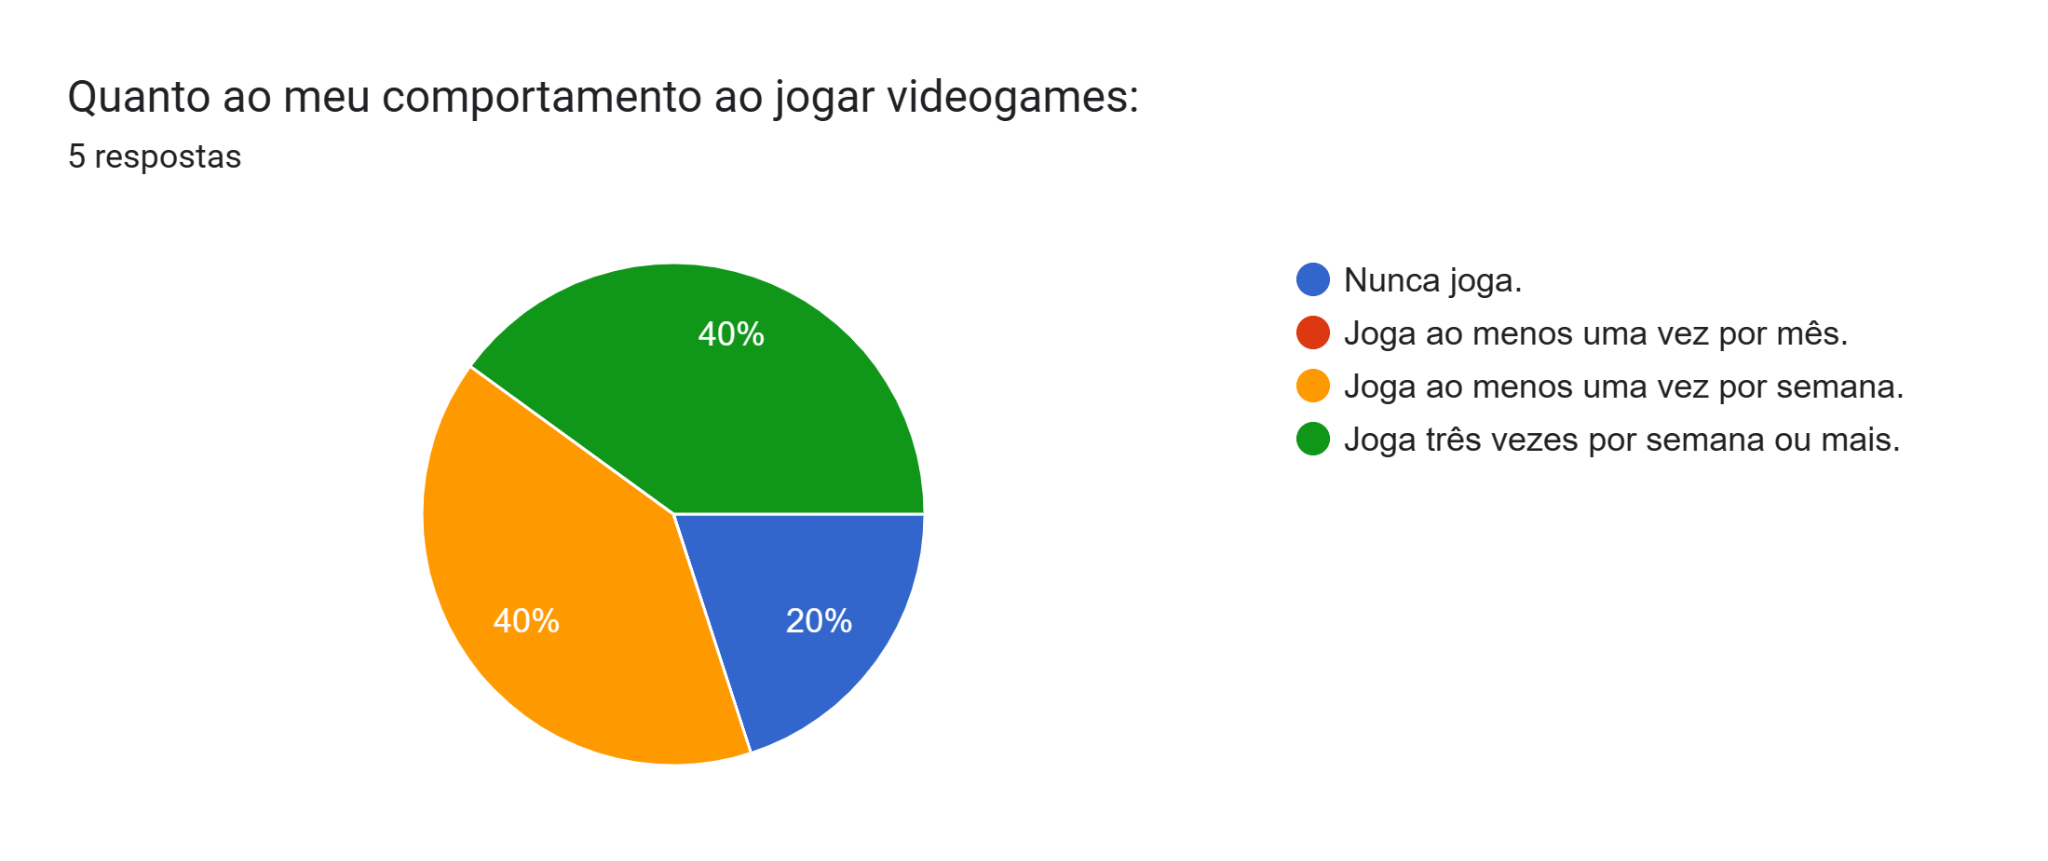 Quanto ao meu comportamento ao jogar videogames:
5 respostas
40%
40%
20%
Nunca joga.
Joga ao menos uma vez por mês.
Joga ao menos uma vez por semana.
Joga três vezes por semana ou mais.